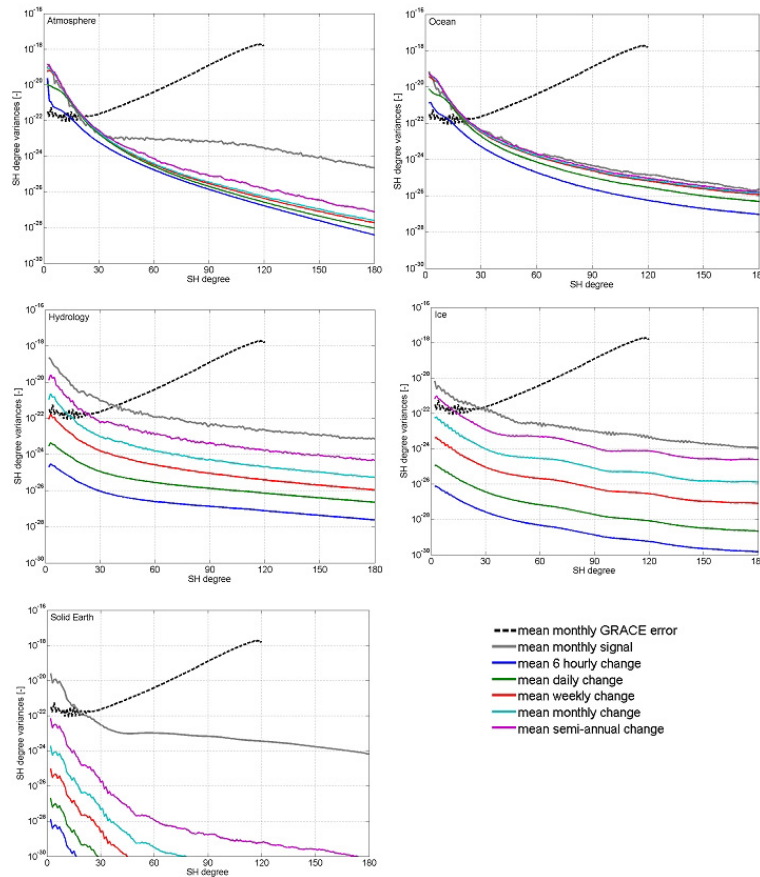 Atmosphere
SH degree variances [-]
10^-16
10^-18
10^-20
10^-22
10^-24
10^-26
10^-28
10^-30
0 30 60 90 120 150 180
SH degree
Ocean
SH degree variances [-]
10^-16
10^-18
10^-20
10^-22
10^-24
10^-26
10^-28
10^-30
0 30 60 90 120 150 180
SH degree
Hydrology
SH degree variances [-]
10^-16
10^-18
10^-20
10^-22
10^-24
10^-26
10^-28
10^-30
0 30 60 90 120 150 180
SH degree
Ice
SH degree variances [-]
10^-16
10^-18
10^-20
10^-22
10^-24
10^-26
10^-28
10^-30
0 30 60 90 120 150 180
SH degree
Solid Earth
SH degree variances [-]
10^-16
10^-18
10^-20
10^-22
10^-24
10^-26
10^-28
10^-30
0 30 60 90 120 150 180
SH degree
mean monthly GRACE error
mean monthly signal
mean 6 hourly change
mean daily change
mean weekly change
mean monthly change
mean semi-annual change